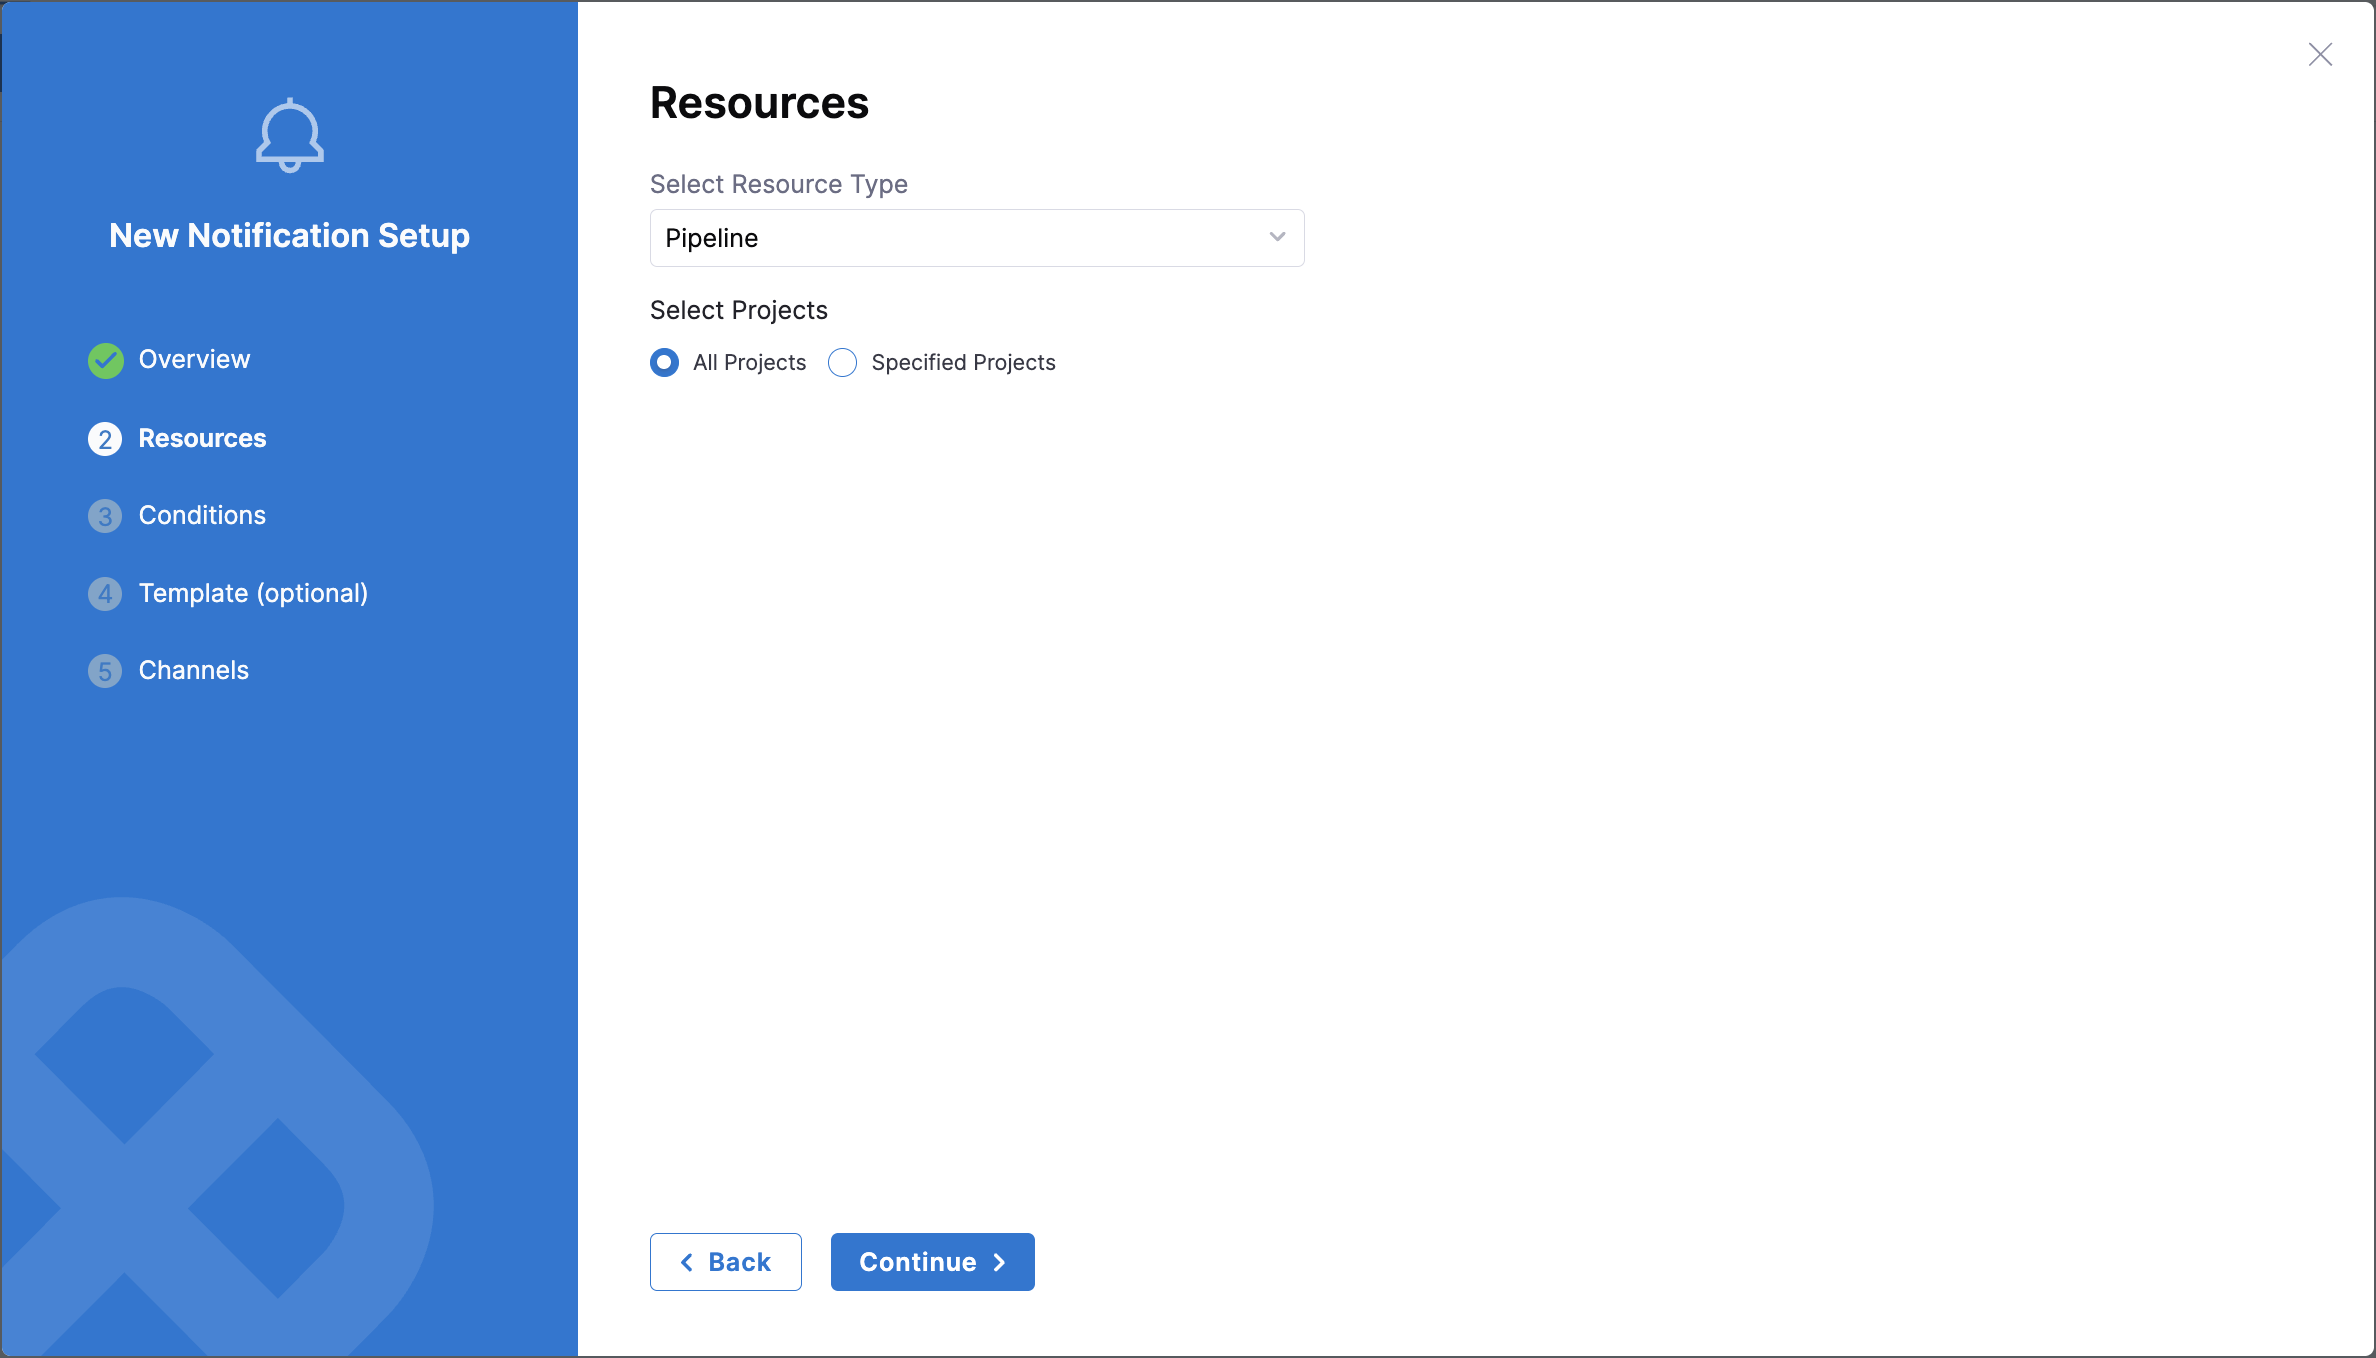 New Notification Setup
Overview
2 Resources
3 Conditions
4 Template (optional)
5 Channels
Resources
Select Resource Type
Pipeline
Select Projects
All Projects Specified Projects
Back Continue